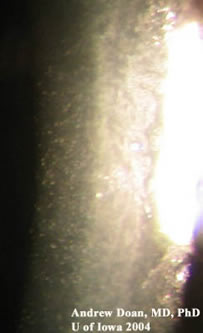 Andrew Doan, MD, PhD
U of Iowa 2004